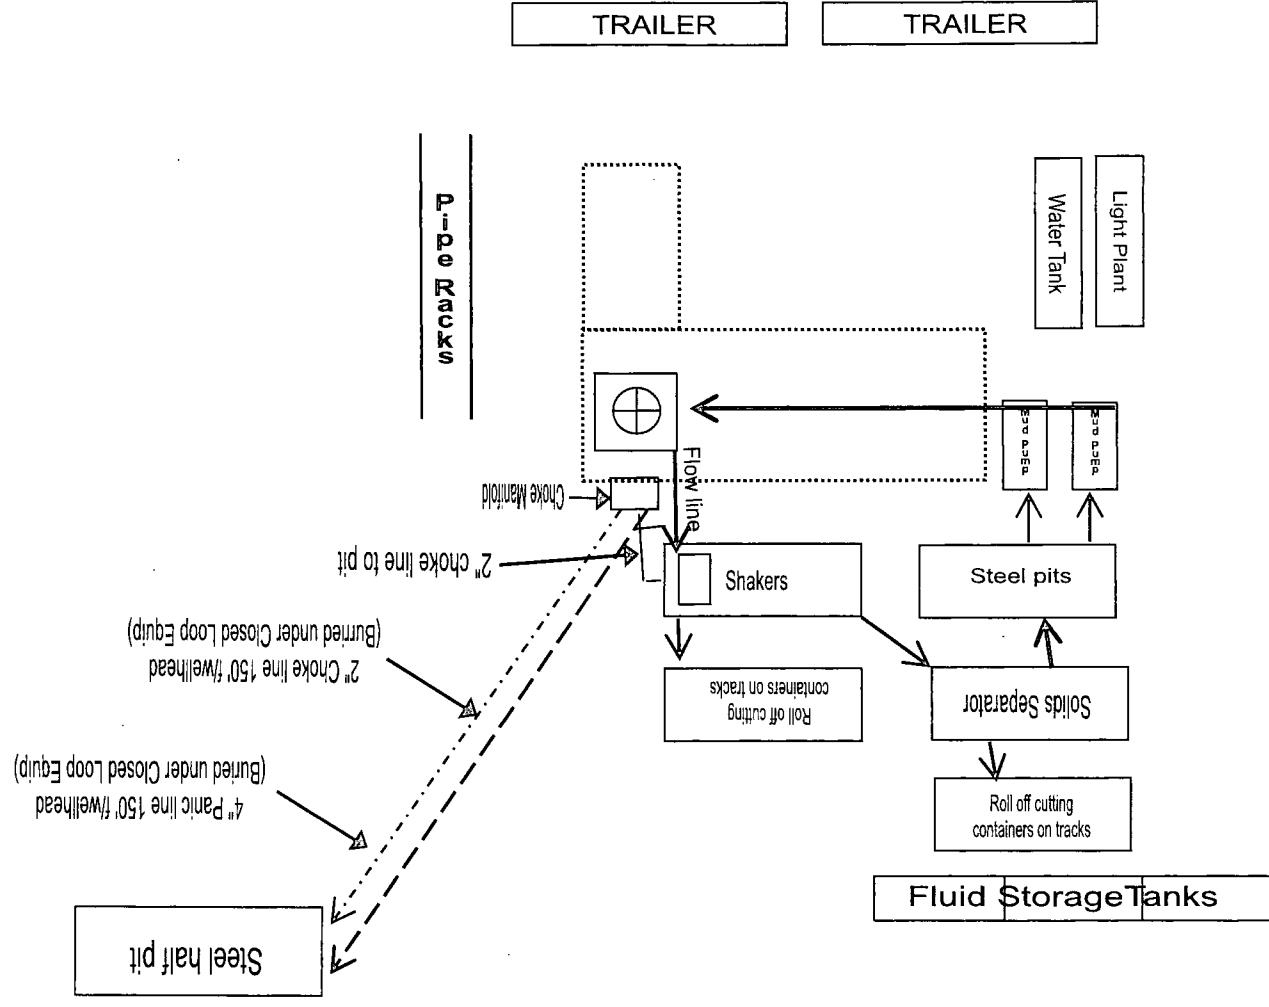 TRAILER
TRAILER
Pipe Racks
Water Tank
Light Plant
Mud Pump
Mud Pump
Flow line
Choke Manifold
2" choke line to pit
Shakers
Steel pits
2" Choke line 150' f/wellhead
(Burried under Closed Loop Equip)
Roll off cutting
containers on tracks
Solids Separator
4" Panic line 150' f/wellhead
(Buried under Closed Loop Equip)
Roll off cutting
containers on tracks
Fluid StorageTanks
Steel half pit